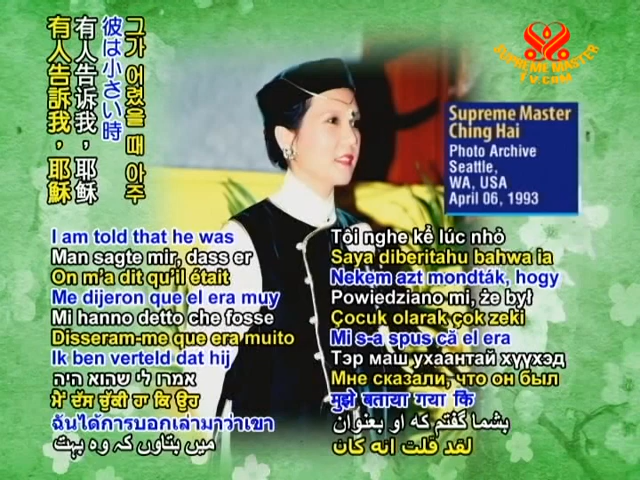 그가 어렸을 때 아주
彼は小さい時
有人告诉我，耶稣
有人告訴我，耶穌
SUPREME MASTER
TV.COM
Supreme Master
Ching Hai
Photo Archive
Seattle,
WA, USA
April 06, 1993
I am told that he was
Man sagte mir, dass er
On m'a dit qu'il était
Me dijeron que el era muy
Mi hanno detto che fosse
Disseram-me que era muito
Ik ben verteld dat hij
אמרו לי שהוא היה
ਮੈਂ ਦੱਸ ਚੁੱਕੀ ਹਾਂ ਕਿ ਉਹ
ฉันได้การบอกเล่ามาว่าเขา
میں بتاوں کہ وہ بہت
Tôi nghe kể lúc nhỏ
Saya diberitahu bahwa ia
Nekem azt mondták, hogy
Powiedziano mi, że był
Çocuk olarak çok zeki
Mi s-a spus că el era
Тэр маш ухаантай хүүхэд
Мне сказали, что он был
मुझे बताया गया कि
بشما گفتم که او بعنوان
لقد قلت انه كان